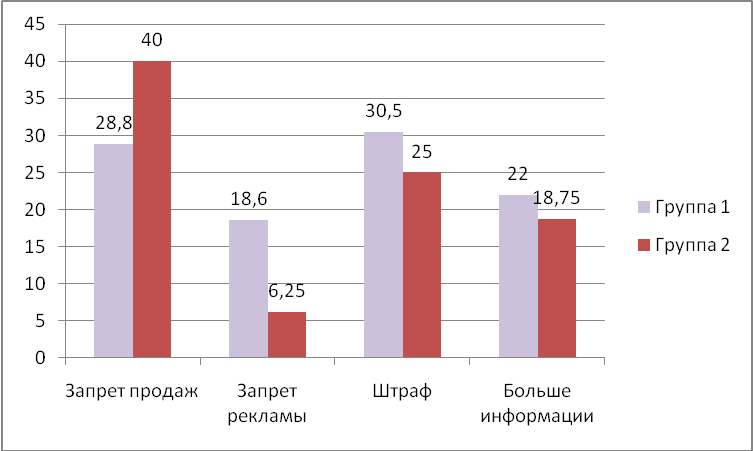 45
40
35
30
25
20
15
10
5
0
28,8
40
18,6
6,25
30,5
25
22
18,75
Запрет продаж
Запрет
рекламы
Штраф
Больше
информации
Группа 1
Группа 2